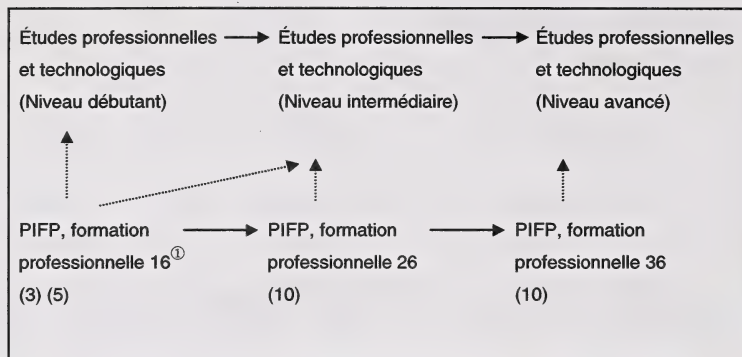 Études professionnelles
et technologiques
(Niveau débutant)
Études professionnelles
et technologiques
(Niveau intermédiaire)
Études professionnelles
et technologiques
(Niveau avancé)
PIFP, formation
professionnelle 16①
(3) (5)
PIFP, formation
professionnelle 26
(10)
PIFP, formation
professionnelle 36
(10)